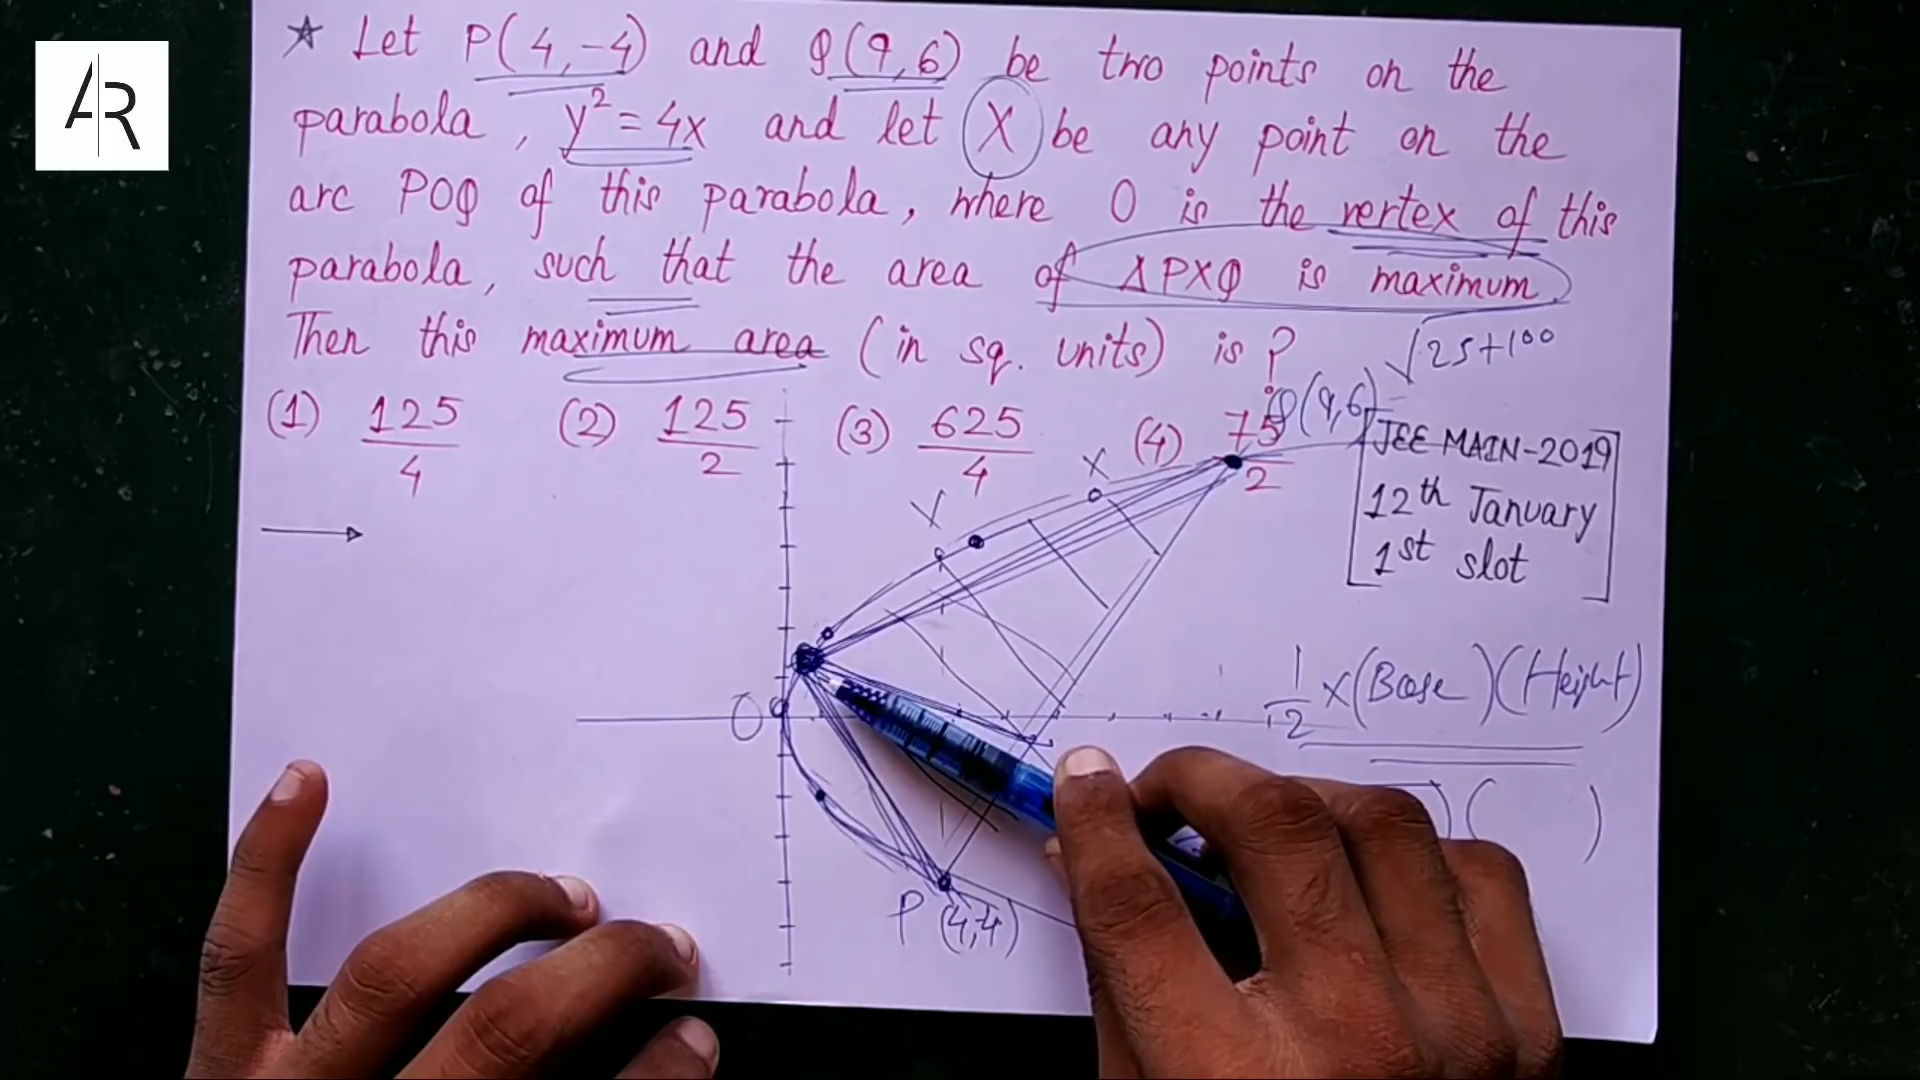 AR
☆ Let P(4,-4) and Q(9,6) be two points on the
parabola, y² = 4x and let X be any point on the
arc POQ of this parabola, where O is the vertex of this
parabola, such that the area of ΔPXQ is maximum.
Then this maximum area (in sq. units) is ?
√25+100
(1) 125/4 (2) 125/2 (3) 625/4 (4) 75/2
Q(9,6)
[JEE MAIN-2019
12th January
1st slot]
X
O
1/2 × (Base)(Height)
)( )
P (4,4)